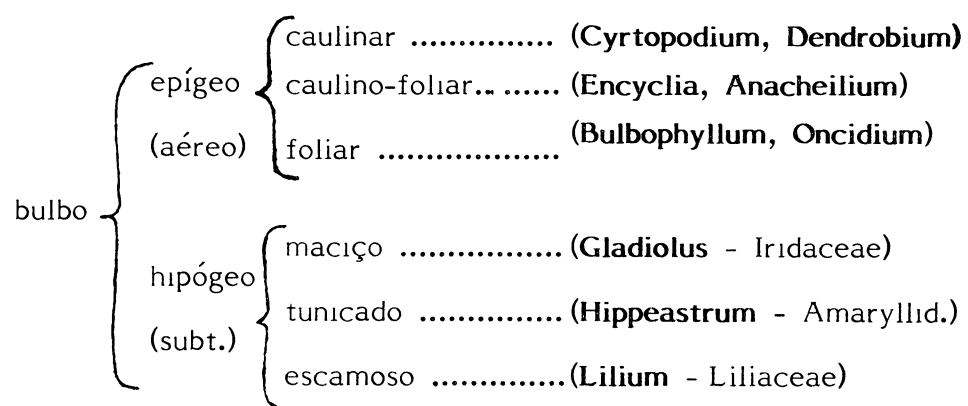 caulinar ............... (Cyrtopodium, Dendrobium)
epígeo
caulino-foliar... ...... (Encyclia, Anacheilium)
(aéreo)
foliar ................... (Bulbophyllum, Oncidium)
bulbo
maciço ................. (Gladiolus - Iridaceae)
hipógeo
tunicado ............... (Hippeastrum - Amaryllid.)
(subt.)
escamoso .............. (Lilium - Liliaceae)